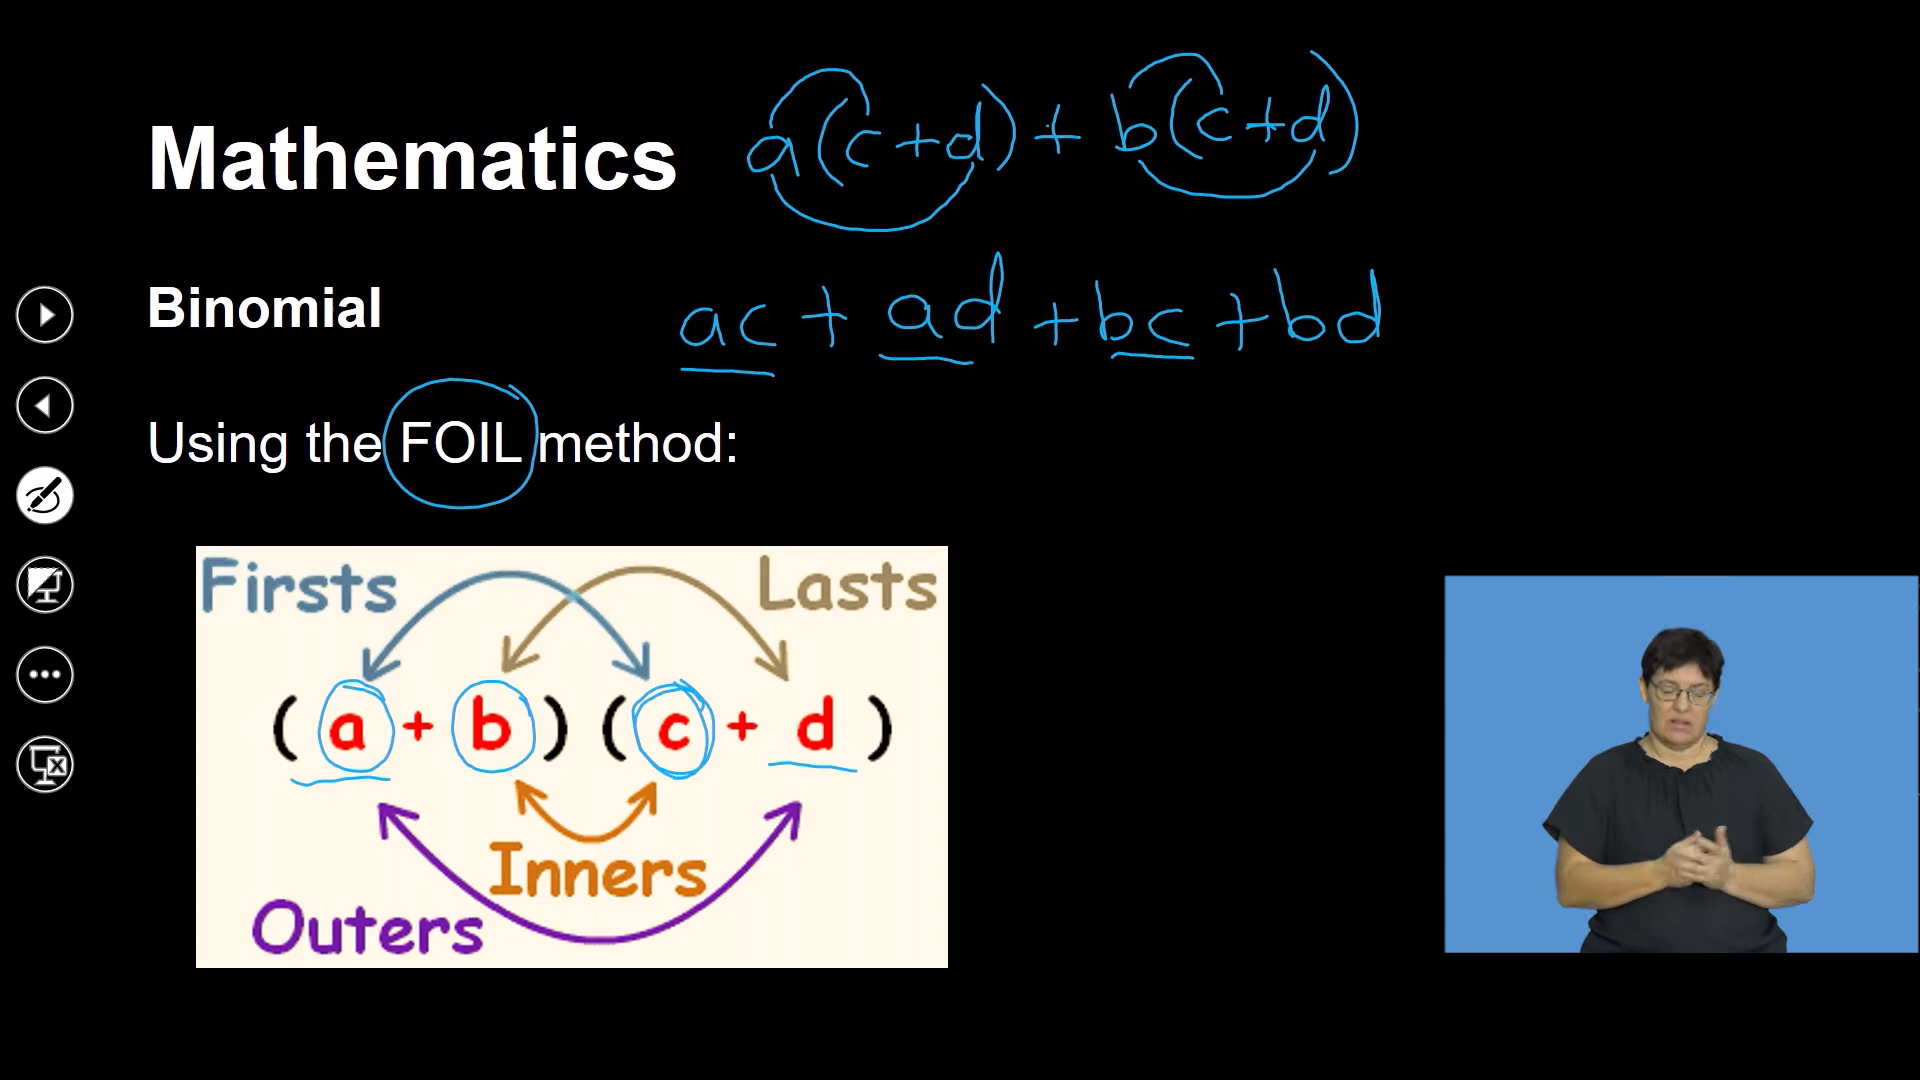 a(c+d) + b(c+d)
Mathematics
Binomial
ac + ad + bc + bd
Using the FOIL method:
Firsts Lasts
(a + b)(c + d)
Inners
Outers